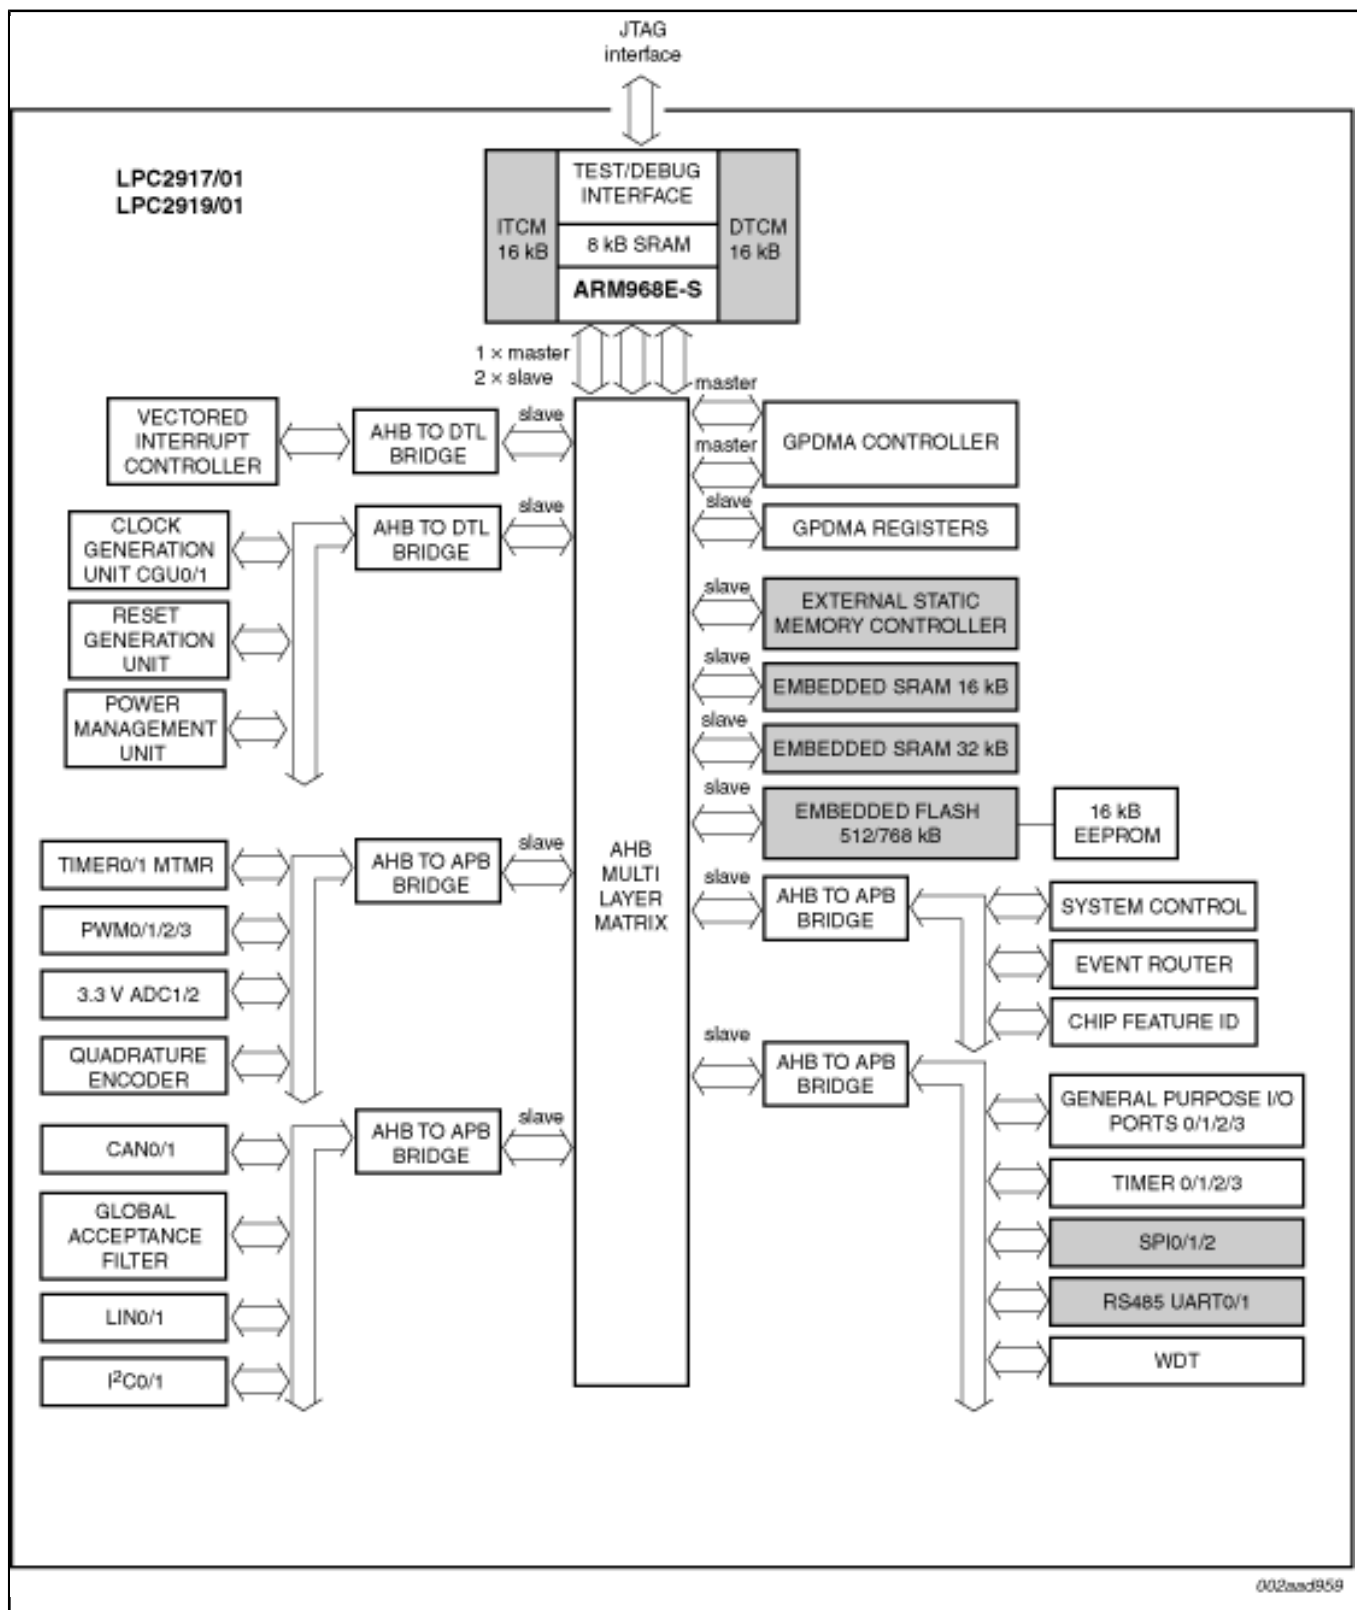 JTAG
interface
LPC2917/01
LPC2919/01
ITCM
16 kB
TEST/DEBUG
INTERFACE
8 kB SRAM
ARM968E-S
DTCM
16 kB
1 × master
2 × slave
master
master
slave
GPDMA CONTROLLER
GPDMA REGISTERS
VECTORED
INTERRUPT
CONTROLLER
AHB TO DTL
BRIDGE
slave
CLOCK
GENERATION
UNIT CGU0/1
AHB TO DTL
BRIDGE
slave
RESET
GENERATION
UNIT
POWER
MANAGEMENT
UNIT
slave
EXTERNAL STATIC
MEMORY CONTROLLER
slave
EMBEDDED SRAM 16 kB
slave
EMBEDDED SRAM 32 kB
slave
EMBEDDED FLASH
512/768 kB
16 kB
EEPROM
AHB
MULTI
LAYER
MATRIX
TIMER0/1 MTMR
AHB TO APB
BRIDGE
slave
PWM0/1/2/3
3.3 V ADC1/2
QUADRATURE
ENCODER
slave
AHB TO APB
BRIDGE
SYSTEM CONTROL
EVENT ROUTER
CHIP FEATURE ID
CAN0/1
AHB TO APB
BRIDGE
slave
GLOBAL
ACCEPTANCE
FILTER
LIN0/1
I²C0/1
slave
AHB TO APB
BRIDGE
GENERAL PURPOSE I/O
PORTS 0/1/2/3
TIMER 0/1/2/3
SPI0/1/2
RS485 UART0/1
WDT
002aad959